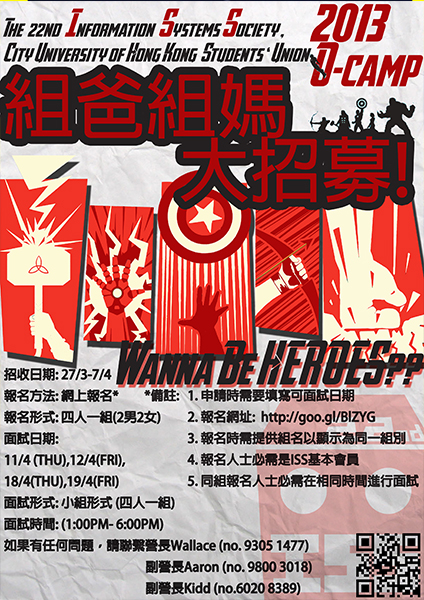 The 22nd Information Systems Society,
City University of Hong Kong Students' Union
2013
O-Camp
組爸組媽
大招募!
Wanna Be HEROES??
招收日期: 27/3-7/4
報名方法: 網上報名* *備註: 1. 申請時需要填寫可面試日期
報名形式: 四人一組(2男2女) 2. 報名網址: http://goo.gl/BlZYG
面試日期: 3. 報名時需提供組名以顯示為同一組別
11/4 (THU),12/4(FRI), 4. 報名人士必需是ISS基本會員
18/4(THU),19/4(FRI) 5. 同組報名人士必需在相同時間進行面試
面試形式: 小組形式 (四人一組)
面試時間: (1:00PM- 6:00PM)
如果有任何問題，請聯繫營長Wallace (no. 9305 1477)
副營長Aaron (no. 9800 3018)
副營長Kidd (no.6020 8389)